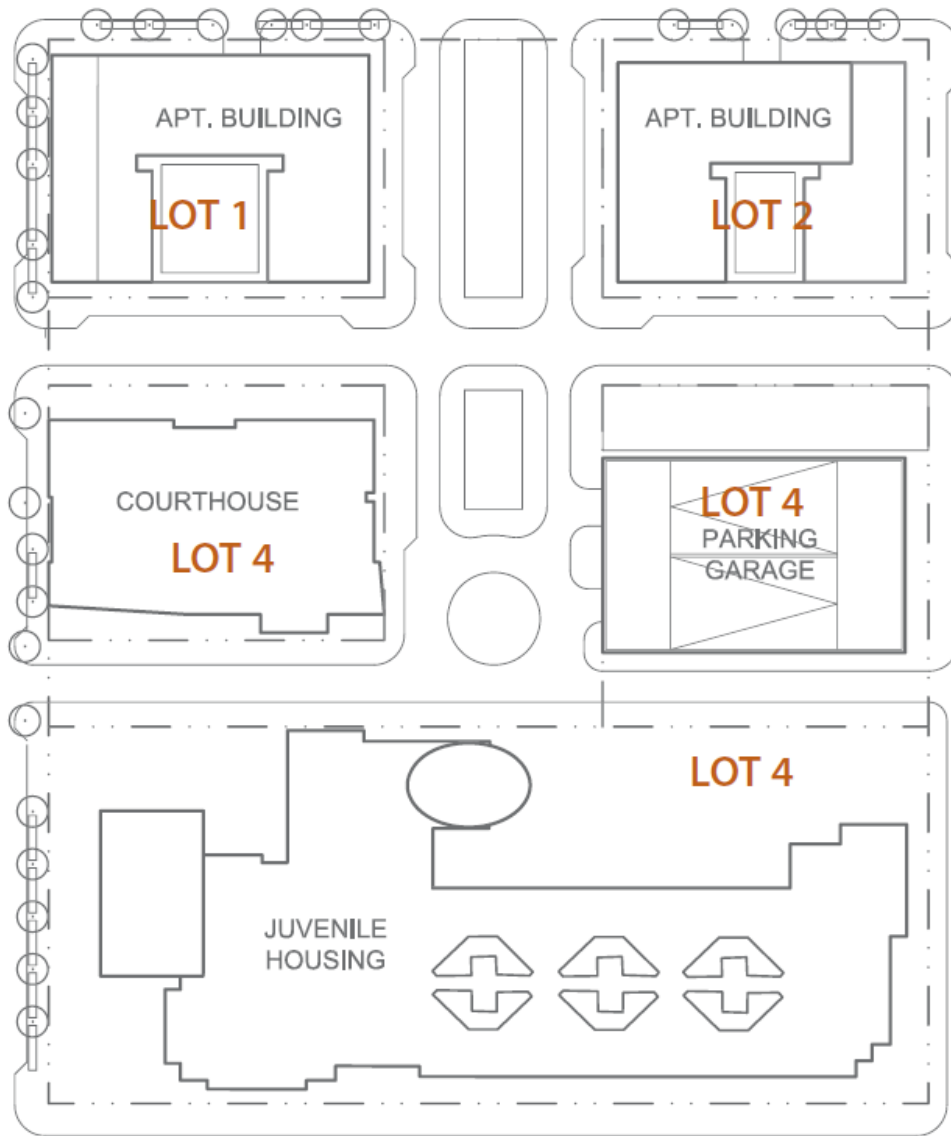 APT. BUILDING
LOT 1
APT. BUILDING
LOT 2
COURTHOUSE
LOT 4
LOT 4
PARKING
GARAGE
LOT 4
JUVENILE
HOUSING